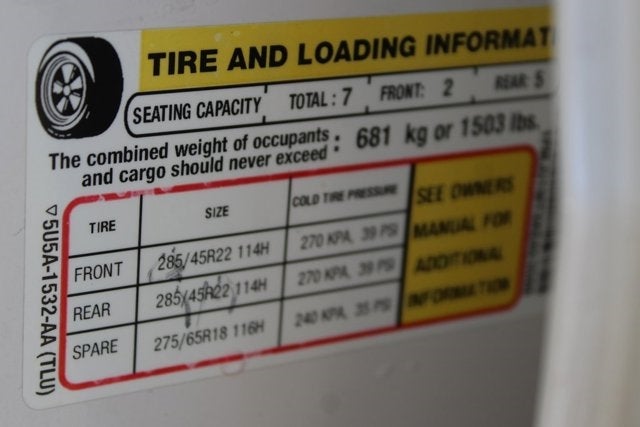 TIRE AND LOADING INFORMAT
SEATING CAPACITY TOTAL : 7 FRONT: 2 REAR: 5
The combined weight of occupants
and cargo should never exceed : 681 kg or 1503 lbs.
TIRE SIZE COLD TIRE PRESSURE
FRONT 285/45R22 114H 270 KPA, 39 PSI
REAR 285/45R22 114H 270 KPA, 39 PSI
SPARE 275/65R18 116H 240 KPA, 35 PSI
SEE OWNERS
MANUAL FOR
ADDITIONAL
INFORMATION
5U5A-1532-AA (TLU)